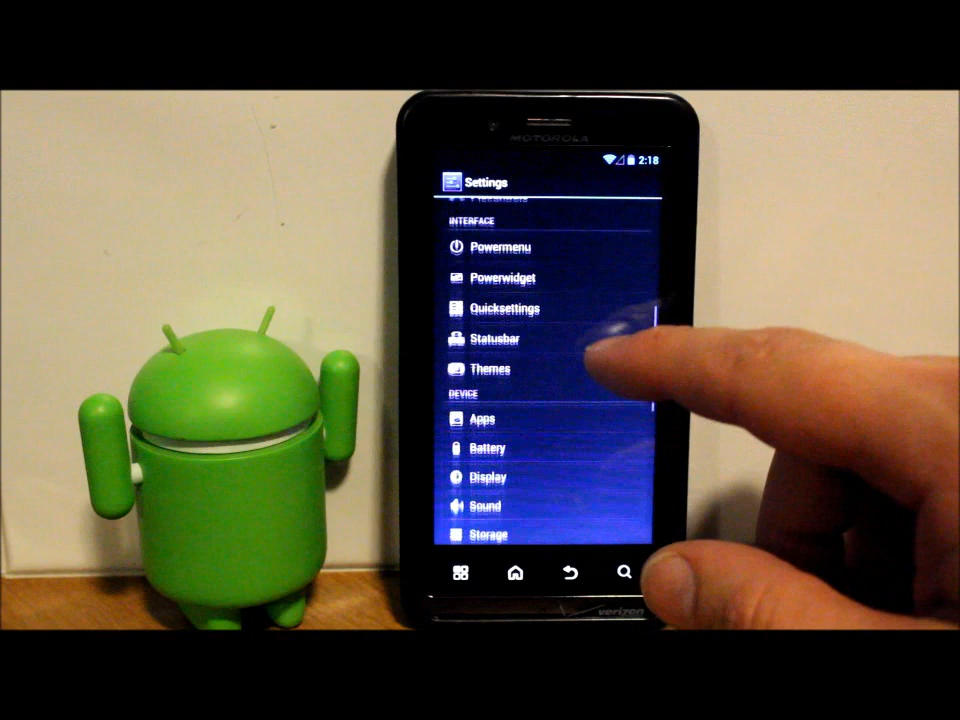 MOTOROLA
2:18
Settings
INTERFACE
Powermenu
Powerwidget
Quicksettings
Statusbar
Themes
DEVICE
Apps
Battery
Display
Sound
Storage
verizon